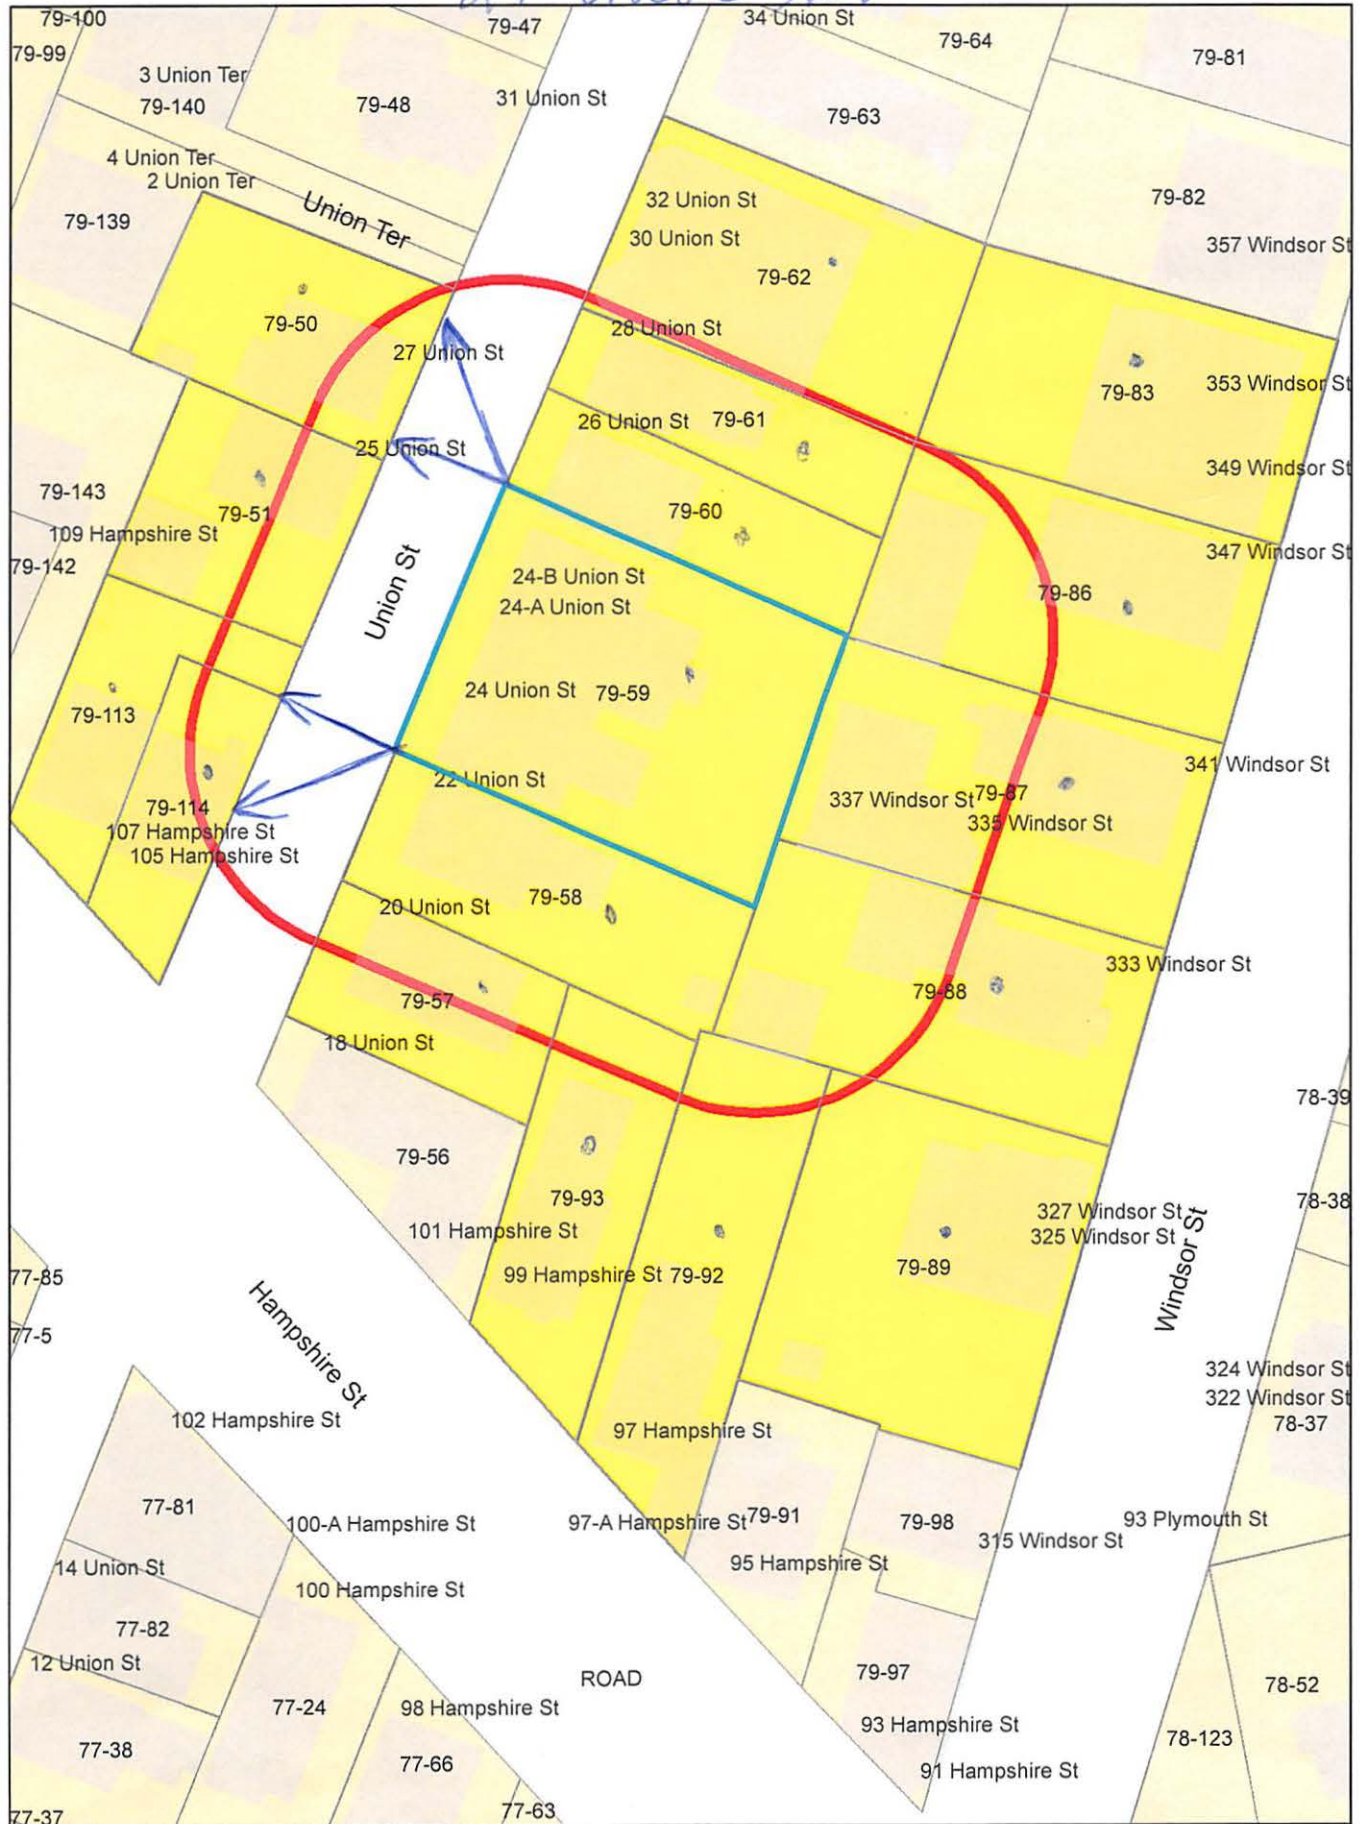 79-100
79-47
34 Union St
79-64
79-81
79-99
3 Union Ter
79-140
79-48
31 Union St
79-63
4 Union Ter
2 Union Ter
79-139
Union Ter
32 Union St
30 Union St
79-62
79-82
357 Windsor St
79-50
27 Union St
28 Union St
79-83
353 Windsor St
25 Union St
26 Union St
79-61
349 Windsor St
79-143
79-51
79-60
109 Hampshire St
347 Windsor St
79-142
Union St
24-B Union St
24-A Union St
79-86
24 Union St
79-59
79-113
22 Union St
341 Windsor St
79-114
337 Windsor St
79-87
107 Hampshire St
335 Windsor St
105 Hampshire St
20 Union St
79-58
333 Windsor St
79-57
79-88
18 Union St
78-39
79-56
79-93
78-38
101 Hampshire St
327 Windsor St
325 Windsor St
99 Hampshire St
79-92
79-89
77-85
77-5
Hampshire St
Windsor St
324 Windsor St
322 Windsor St
78-37
102 Hampshire St
97 Hampshire St
77-81
100-A Hampshire St
97-A Hampshire St
79-91
79-98
93 Plymouth St
315 Windsor St
14 Union St
95 Hampshire St
100 Hampshire St
77-82
12 Union St
ROAD
79-97
78-52
77-24
98 Hampshire St
93 Hampshire St
78-123
77-38
77-66
91 Hampshire St
77-37
77-63